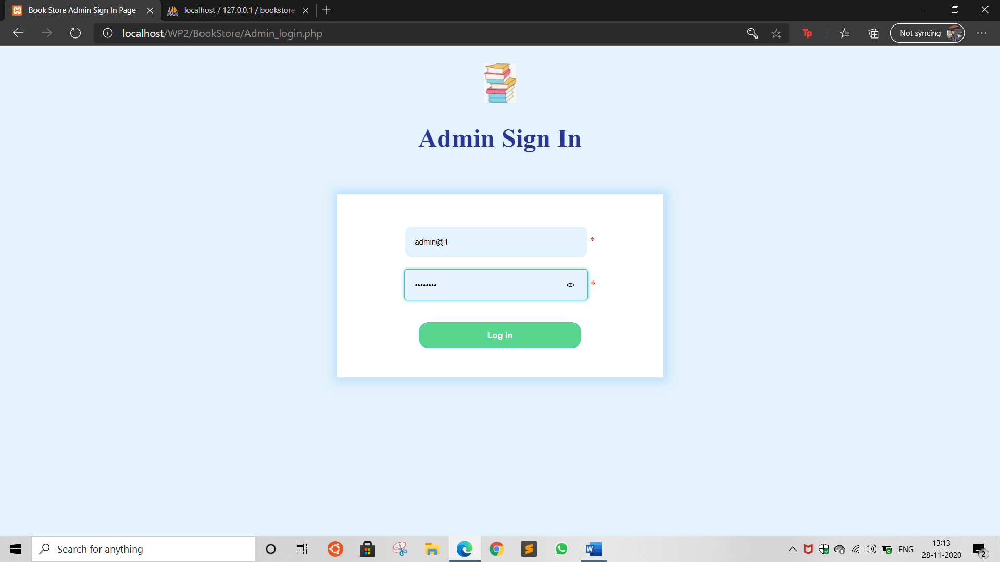 Book Store Admin Sign In Page
localhost / 127.0.0.1 / bookstore
localhost/WP2/BookStore/Admin_login.php
Tp
Not syncing
Admin Sign In
admin@1
*
•••••••• *
Log In
Search for anything
W
ENG
13:13
28-11-2020
2